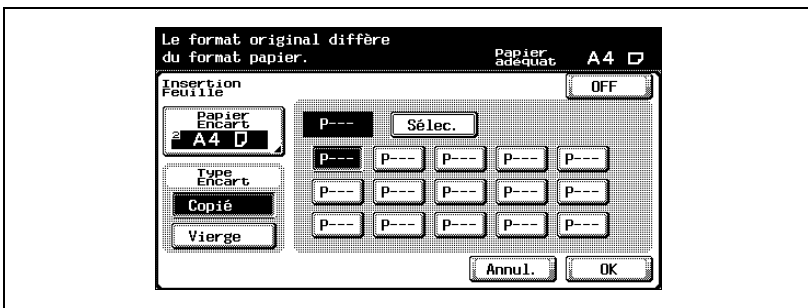 Le format original diffère
du format papier.
Papier
adéquat
A4
Insertion
Feuille
OFF
Papier
Encart
2 A4
P---
Sélec.
P--- P--- P--- P--- P---
Type
Encart
Copié
P--- P--- P--- P--- P---
Vierge
P--- P--- P--- P--- P---
Annul.
OK